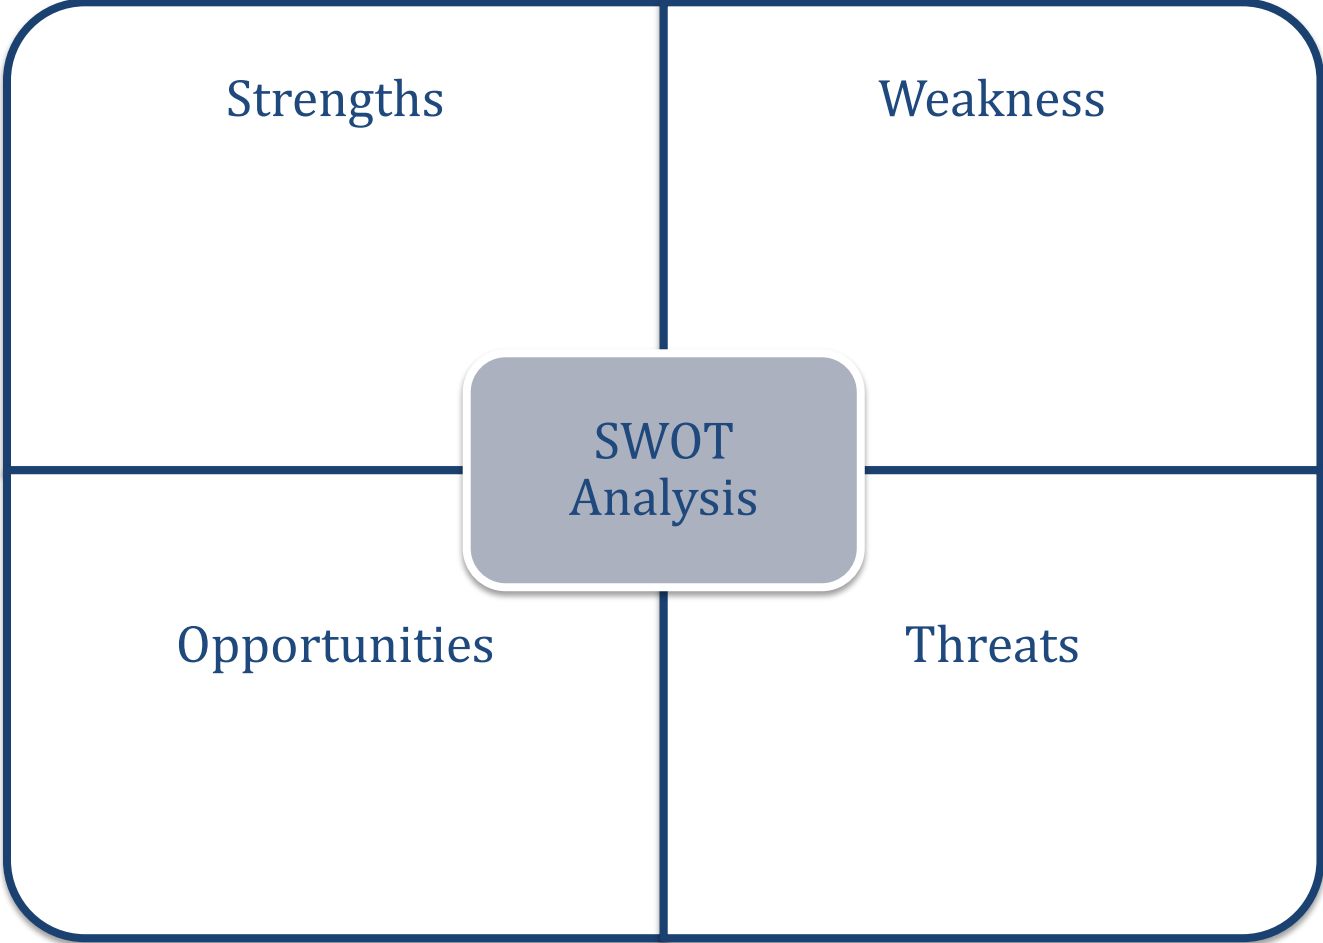 Strengths
Weakness
SWOT
Analysis
Opportunities
Threats